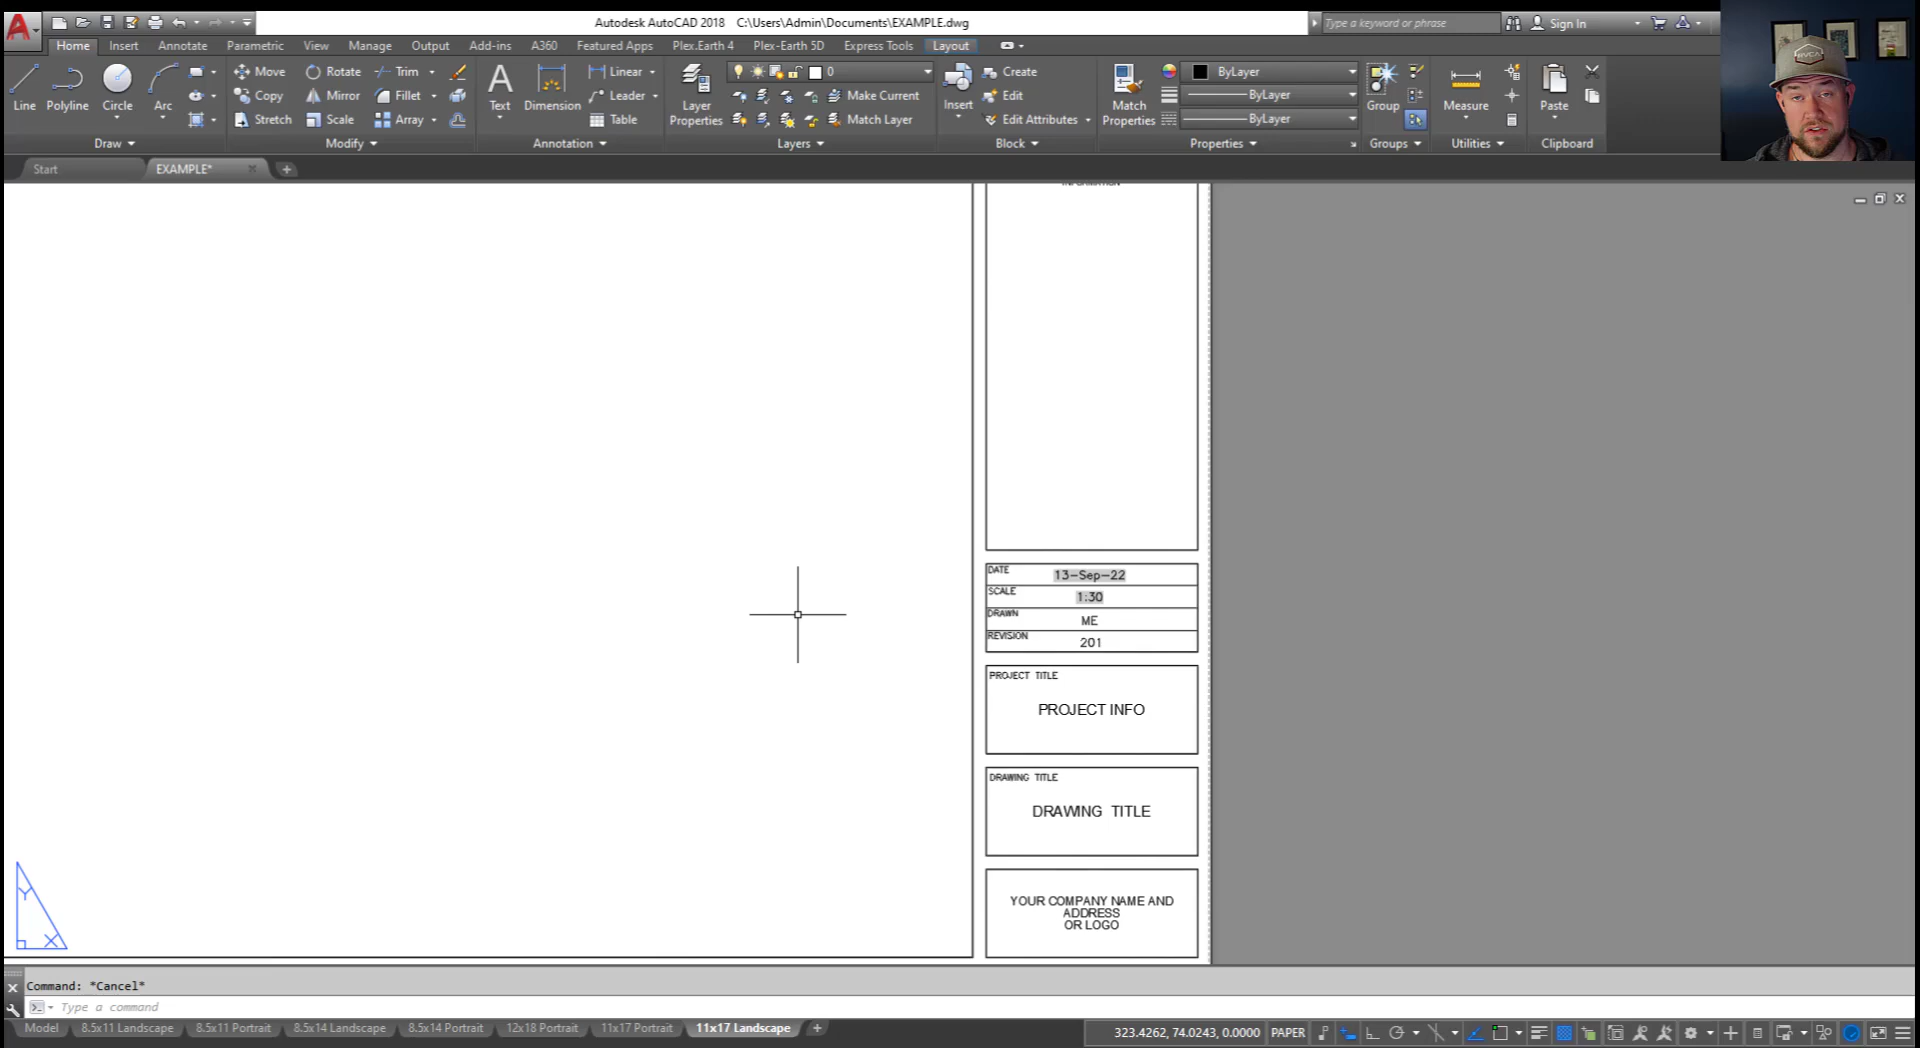 Autodesk AutoCAD 2018 C:\Users\Admin\Documents\EXAMPLE.dwg
Type a keyword or phrase
Sign In
Home Insert Annotate Parametric View Manage Output Add-ins A360 Featured Apps Plex.Earth 4 Plex-Earth 5D Express Tools Layout
Line Polyline Circle Arc
Move Rotate Trim
Copy Mirror Fillet
Stretch Scale Array
Text Dimension
Linear
Leader
Table
Layer Properties
0
Make Current
Match Layer
Insert
Create
Edit
Edit Attributes
Match Properties
ByLayer
ByLayer
ByLayer
Group
Measure
Paste
Draw Modify Annotation Layers Block Properties Groups Utilities Clipboard
Start EXAMPLE*
DATE 13-Sep-22
SCALE 1:30
DRAWN ME
REVISION 201
PROJECT TITLE
PROJECT INFO
DRAWING TITLE
DRAWING TITLE
YOUR COMPANY NAME AND
ADDRESS
OR LOGO
Y
X
Command: *Cancel*
Type a command
Model 8.5x11 Landscape 8.5x11 Portrait 8.5x14 Landscape 8.5x14 Portrait 12x18 Portrait 11x17 Portrait 11x17 Landscape
323.4262, 74.0243, 0.0000 PAPER